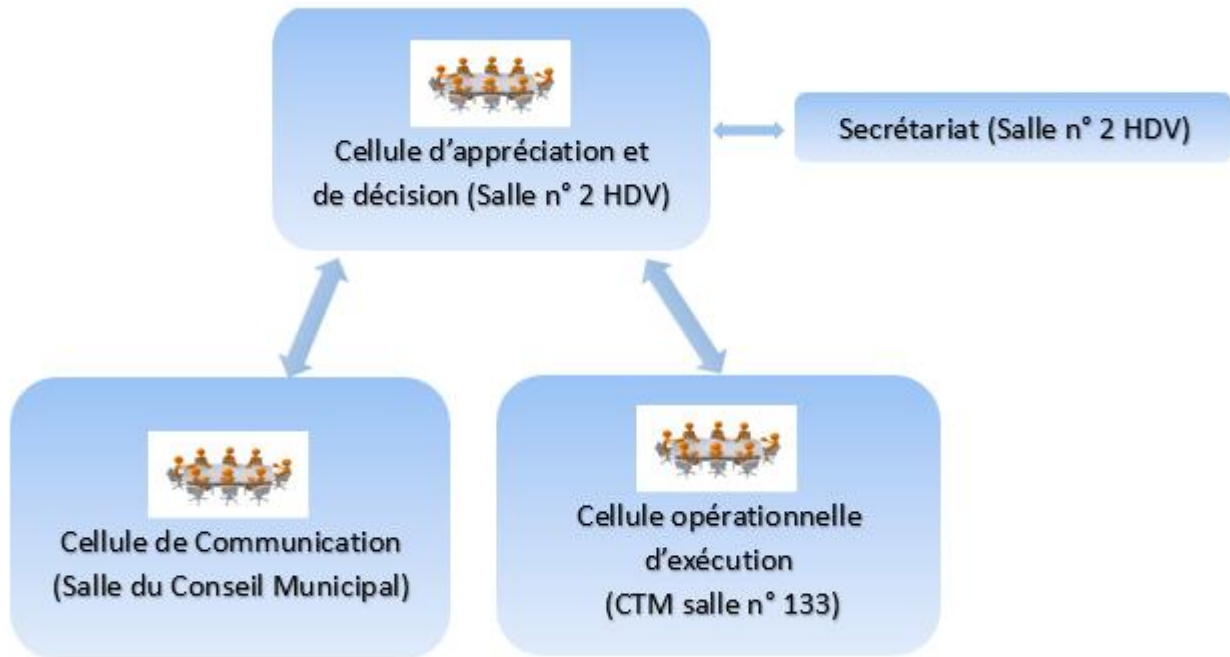 Cellule d'appréciation et
de décision (Salle n° 2 HDV)
Secrétariat (Salle n° 2 HDV)
Cellule de Communication
(Salle du Conseil Municipal)
Cellule opérationnelle
d'exécution
(CTM salle n° 133)